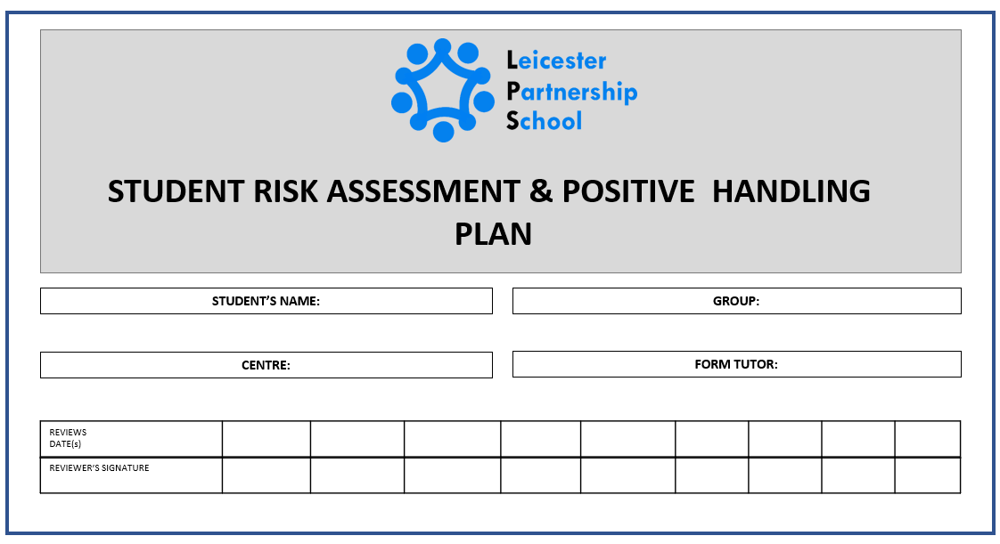 Leicester
Partnership
School
STUDENT RISK ASSESSMENT & POSITIVE HANDLING
PLAN
STUDENT’S NAME:
GROUP:
CENTRE:
FORM TUTOR:
REVIEWS
DATE(s)
REVIEWER’S SIGNATURE